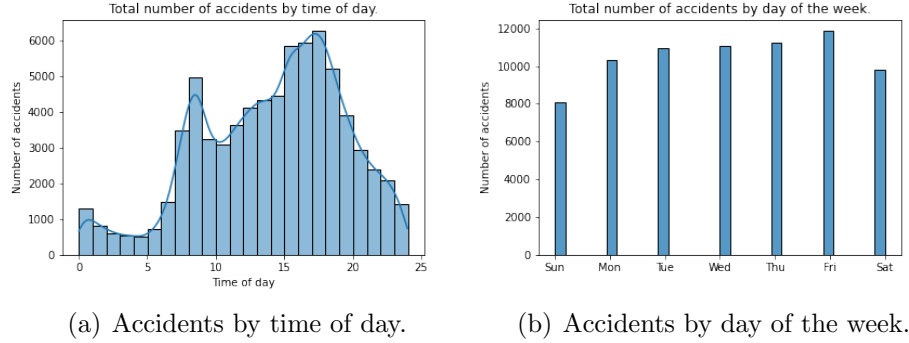 Total number of accidents by time of day.
6000
5000
4000
3000
2000
1000
0
Number of accidents
0 5 10 15 20 25
Time of day
(a) Accidents by time of day.
Total number of accidents by day of the week.
12000
10000
8000
6000
4000
2000
0
Number of accidents
Sun Mon Tue Wed Thu Fri Sat
(b) Accidents by day of the week.